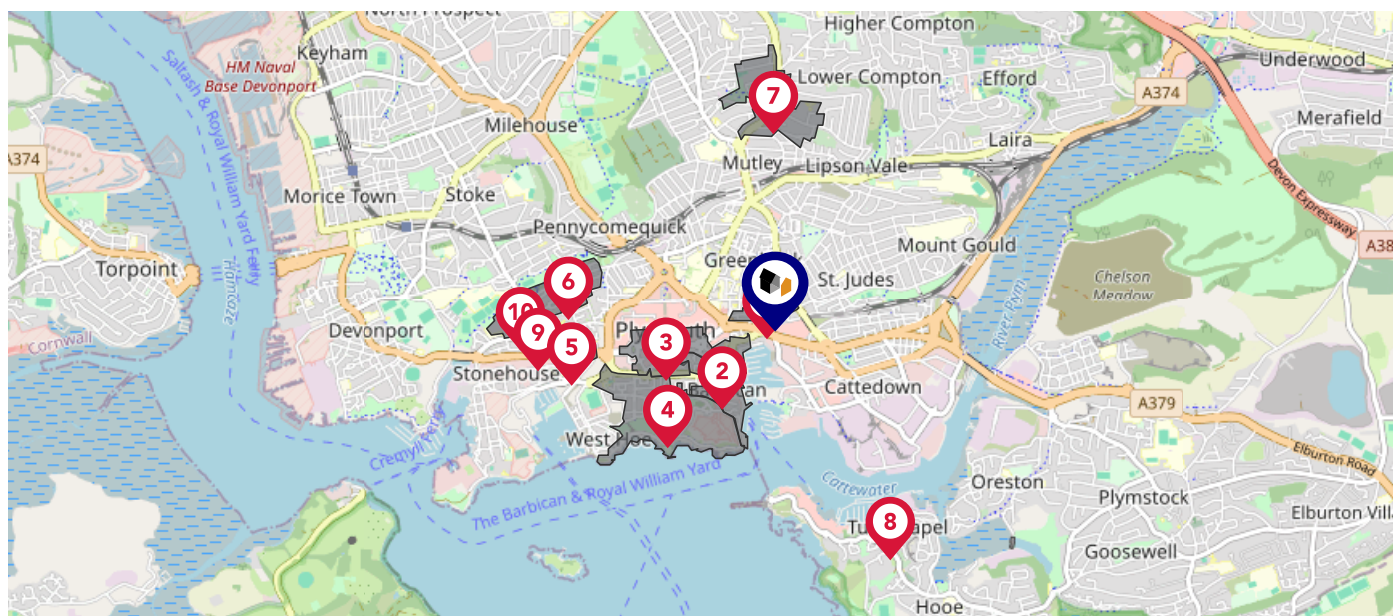 North Prospect
Higher Compton
Keyham
Underwood
HM Naval
Base Devonport
Lower Compton
Efford
A374
Merafield
Saltash & Royal William Yard Ferry
7
Milehouse
Laira
A374
Mutley
Lipson Vale
Devon Expressway
Morice Town
Stoke
Pennycomequick
Mount Gould
A38
Torpoint
Hamoaze
6
St. Judes
Chelson
Meadow
10
Devonport
9
3
River Plym
Cornwall
5
2
Stonehouse
Cattedown
A379
4
West Hoe
Cremyll Ferry
Elburton Road
The Barbican & Royal William Yard
Cattewater
Oreston
Plymstock
8
Elburton Villa
Goosewell
Hooe